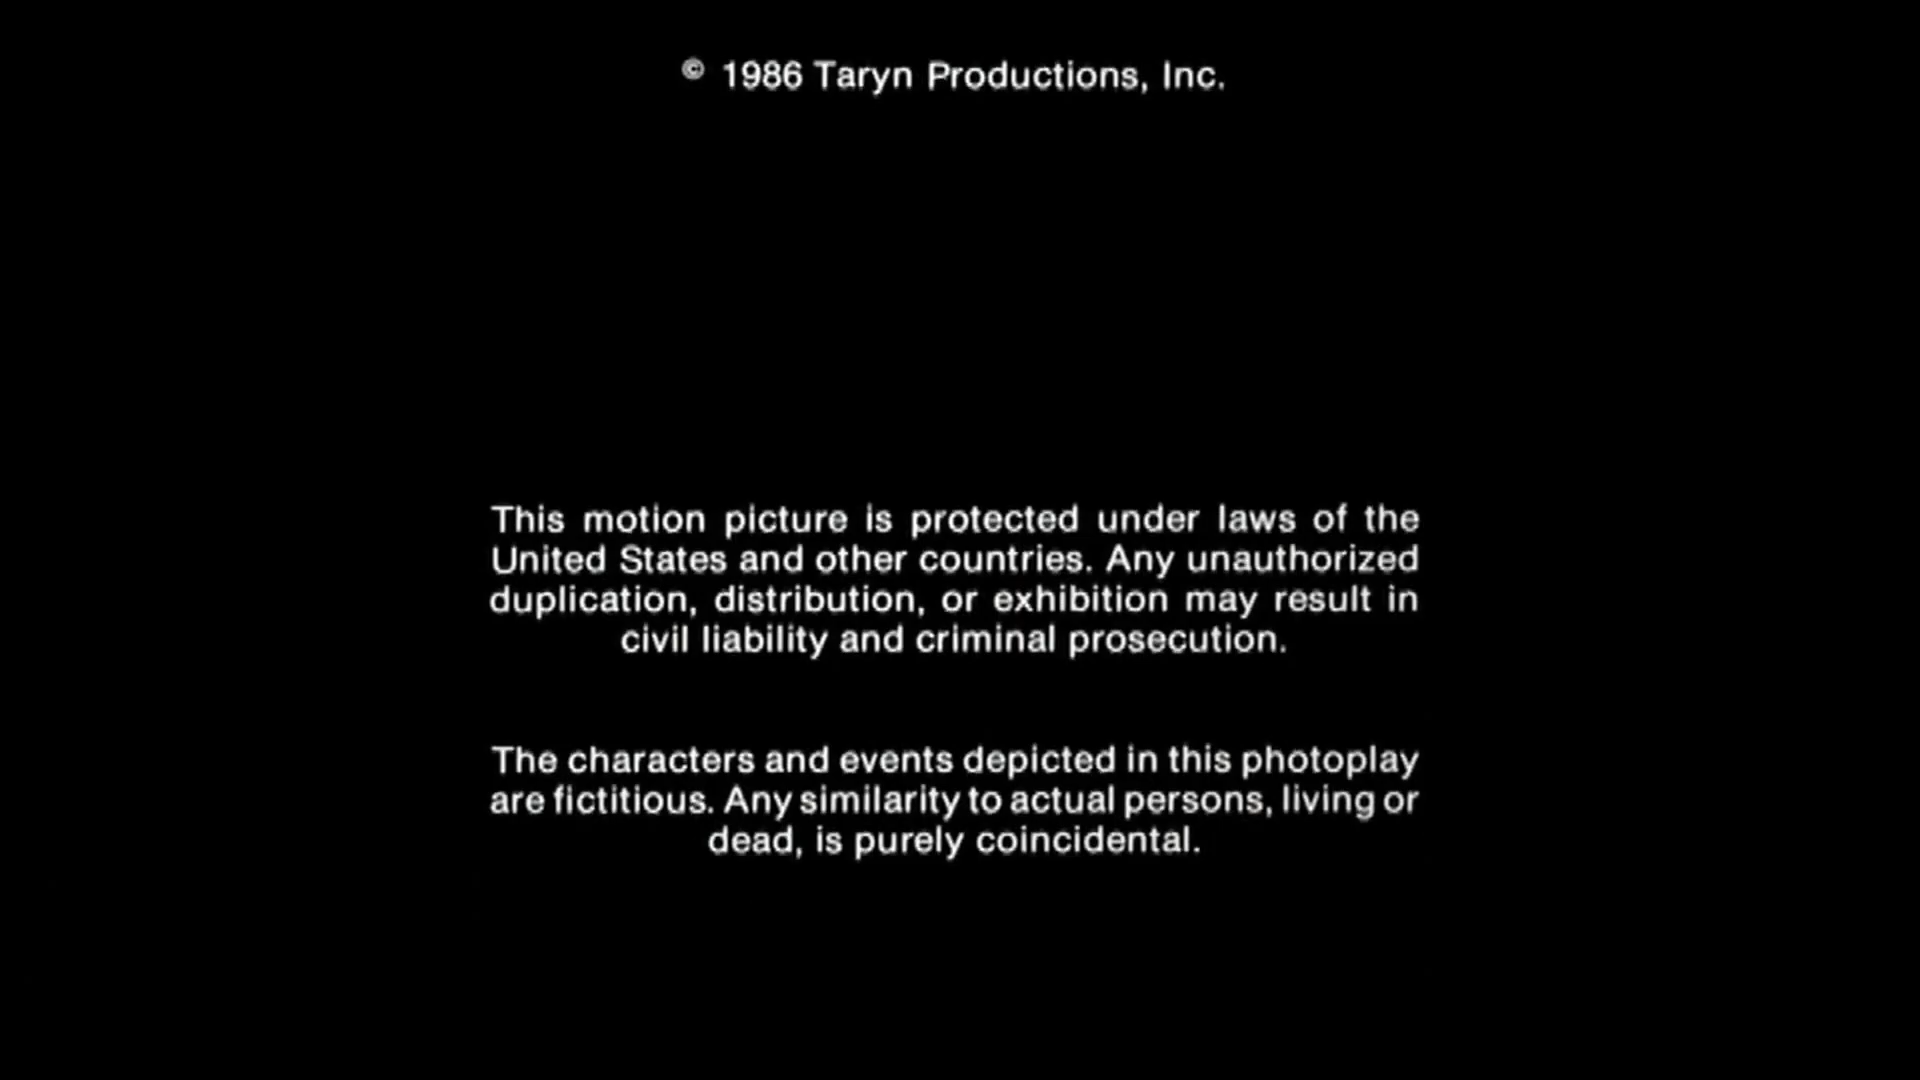 © 1986 Taryn Productions, Inc.
This motion picture is protected under laws of the
United States and other countries. Any unauthorized
duplication, distribution, or exhibition may result in
civil liability and criminal prosecution.
The characters and events depicted in this photoplay
are fictitious. Any similarity to actual persons, living or
dead, is purely coincidental.